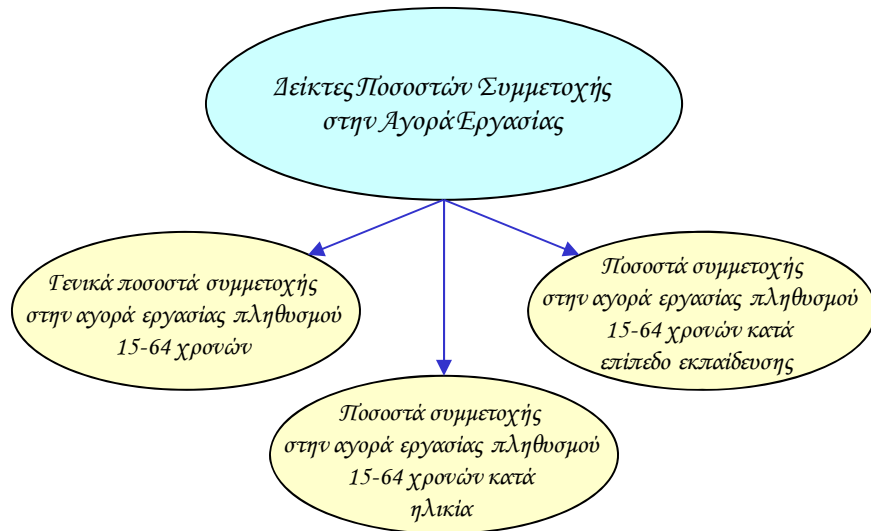 Δείκτες Ποσοστών Συμμετοχής
στην Αγορά Εργασίας
Γενικά ποσοστά συμμετοχής
στην αγορά εργασίας πληθυσμού
15-64 χρονών
Ποσοστά συμμετοχής
στην αγορά εργασίας πληθυσμού
15-64 χρονών κατά
ηλικία
Ποσοστά συμμετοχής
στην αγορά εργασίας πληθυσμού
15-64 χρονών κατά
επίπεδο εκπαίδευσης